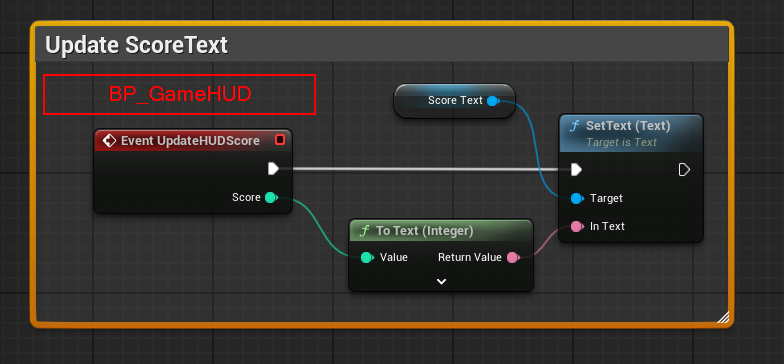 Update ScoreText
BP_GameHUD
Score Text
Event UpdateHUDScore
Score
SetText (Text)
Target is Text
Target
In Text
To Text (Integer)
Value
Return Value